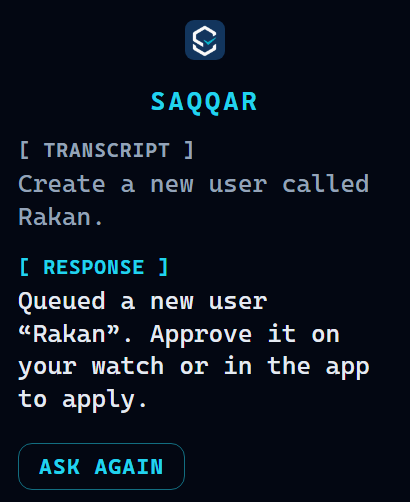 SAQQAR
[ TRANSCRIPT ]
Create a new user called
Rakan.
[ RESPONSE ]
Queued a new user
“Rakan”. Approve it on
your watch or in the app
to apply.
ASK AGAIN